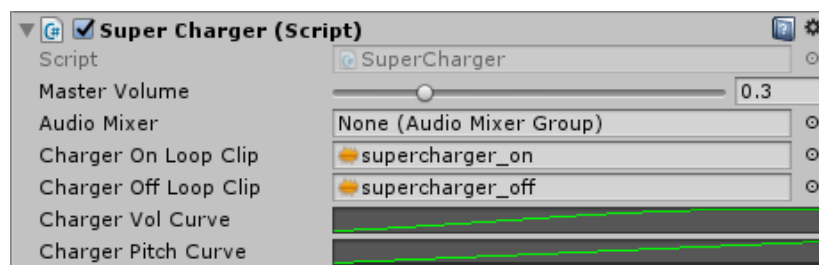 Super Charger (Script)
Script SuperCharger
Master Volume 0.3
Audio Mixer None (Audio Mixer Group)
Charger On Loop Clip supercharger_on
Charger Off Loop Clip supercharger_off
Charger Vol Curve
Charger Pitch Curve